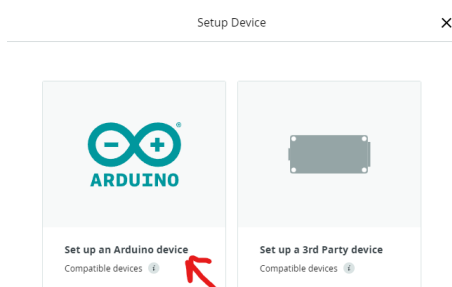 Setup Device
ARDUINO
Set up an Arduino device
Compatible devices i
Set up a 3rd Party device
Compatible devices i